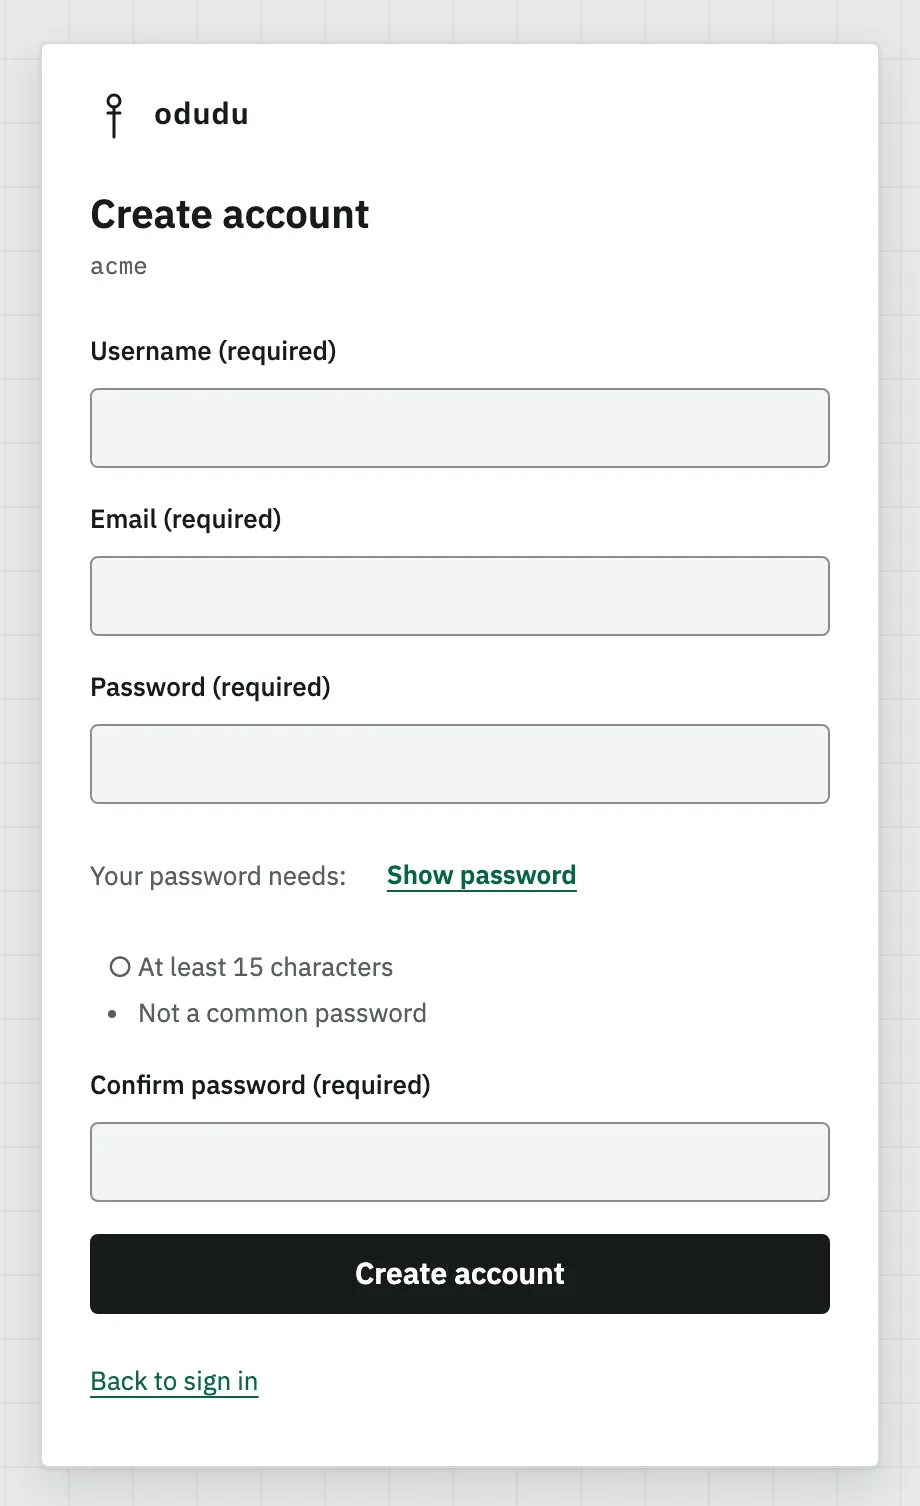 odudu
Create account
acme
Username (required)
Email (required)
Password (required)
Your password needs: Show password
At least 15 characters
Not a common password
Confirm password (required)
Create account
Back to sign in